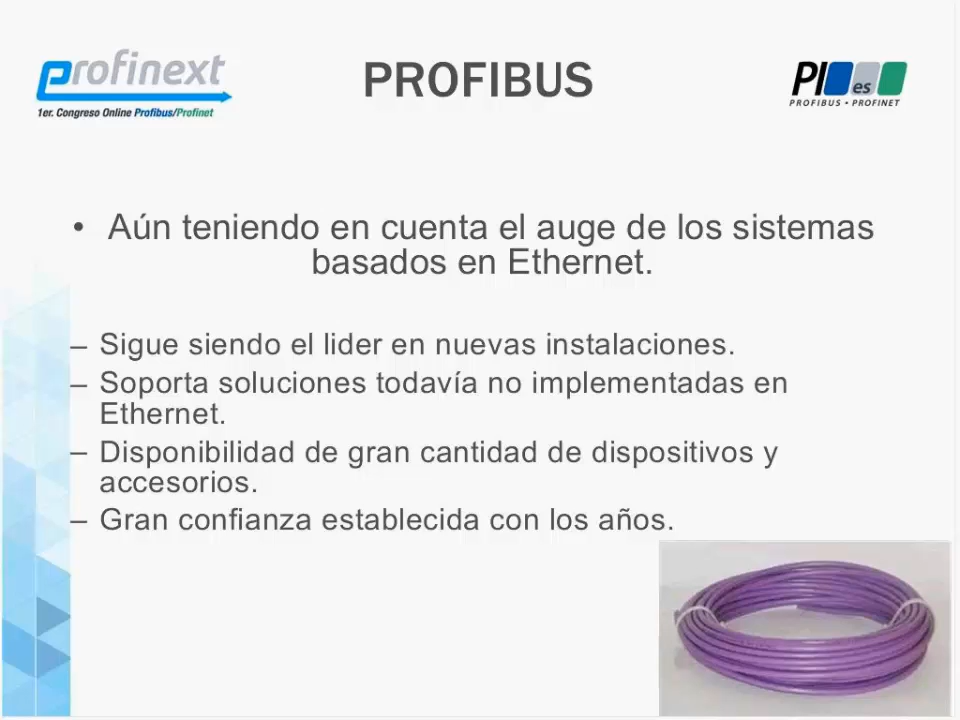 profinext
1er. Congreso Online Profibus/Profinet
PROFIBUS
PI es
PROFIBUS • PROFINET
• Aún teniendo en cuenta el auge de los sistemas
basados en Ethernet.
– Sigue siendo el lider en nuevas instalaciones.
– Soporta soluciones todavía no implementadas en
Ethernet.
– Disponibilidad de gran cantidad de dispositivos y
accesorios.
– Gran confianza establecida con los años.